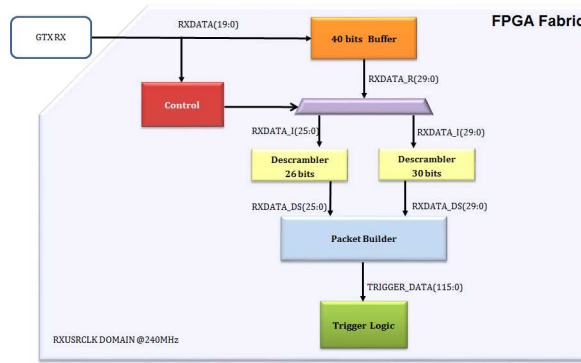 FPGA Fabric
RXDATA(19:0)
GTX RX
40 bits Buffer
RXDATA_R(29:0)
Control
RXDATA_I(25:0)
RXDATA_I(29:0)
Descrambler
26 bits
Descrambler
30 bits
RXDATA_DS(25:0)
RXDATA_DS(29:0)
Packet Builder
TRIGGER_DATA(115:0)
Trigger Logic
RXUSRCLK DOMAIN @240MHz